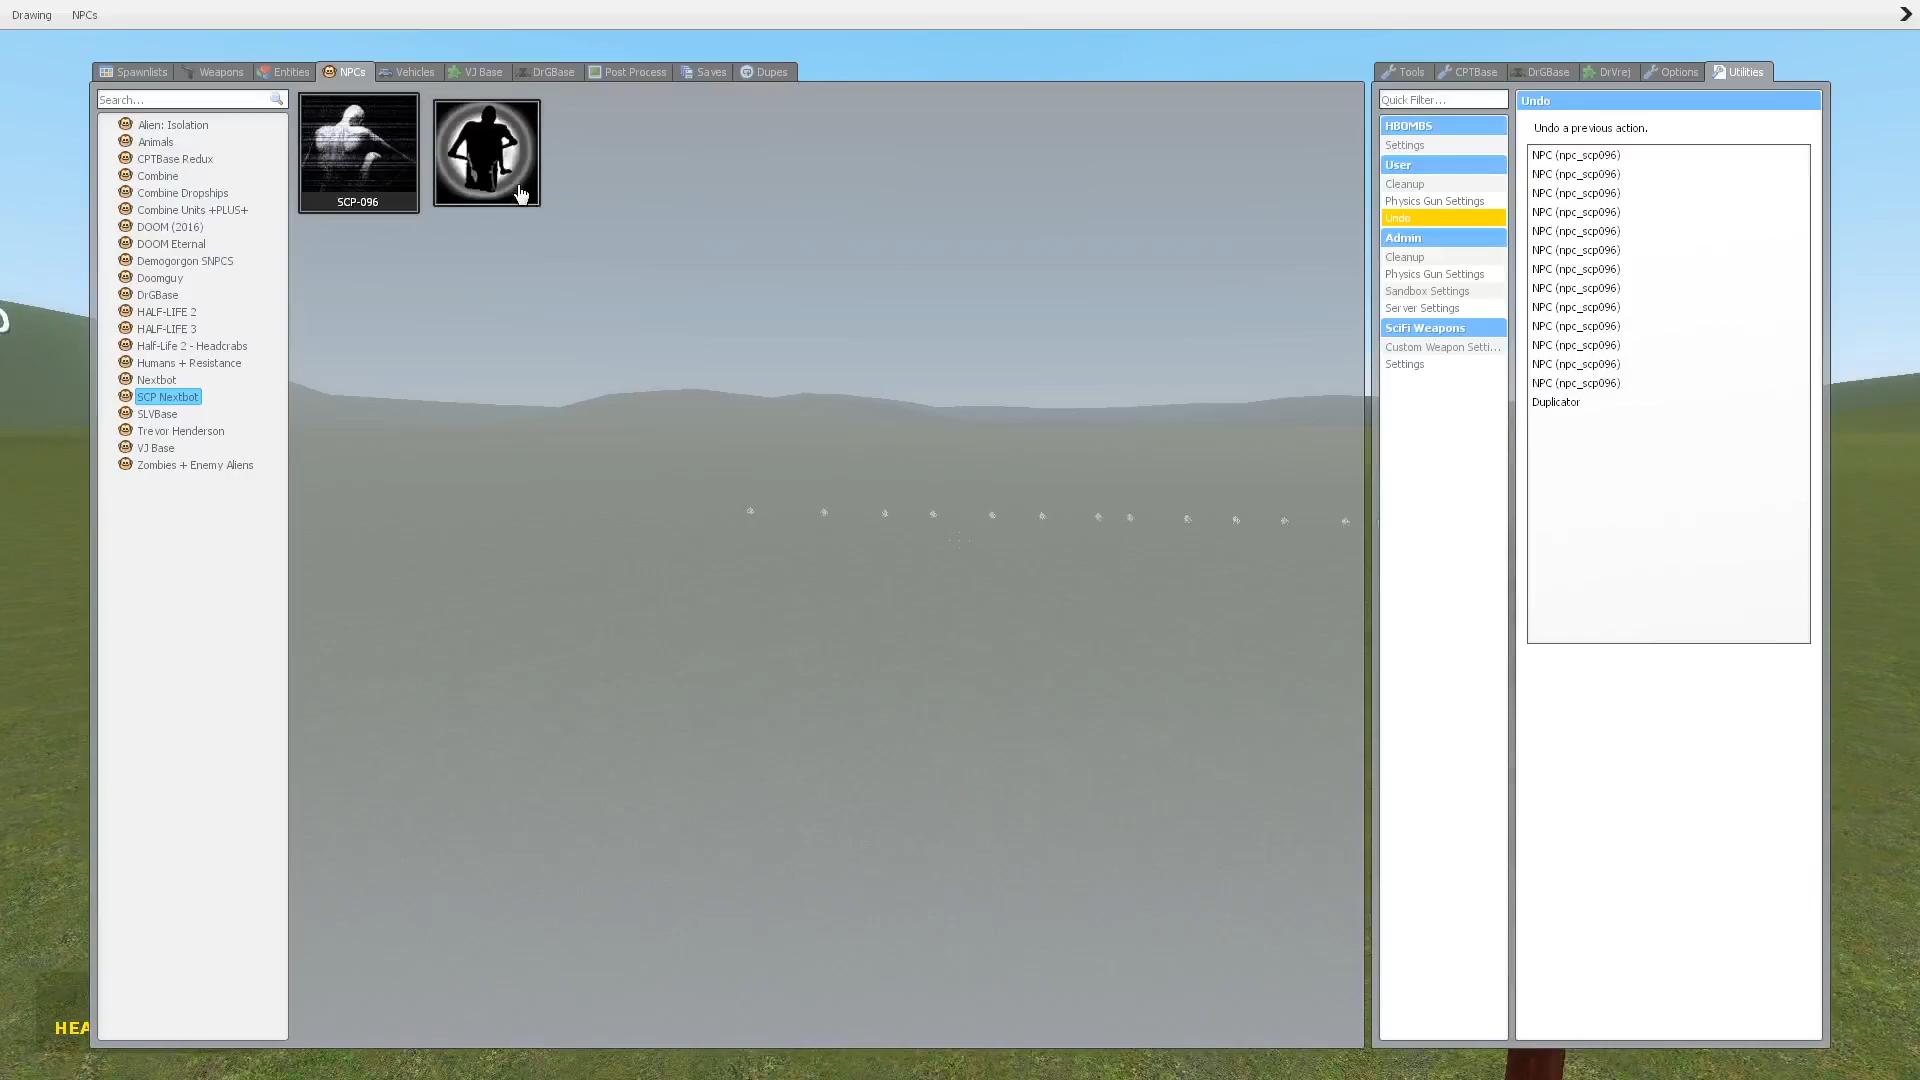 Drawing NPCs
Spawnlists Weapons Entities NPCs Vehicles VJ Base DrGBase Post Process Saves Dupes
Search...
Alien: Isolation
Animals
CPTBase Redux
Combine
Combine Dropships
Combine Units +PLUS+
DOOM (2016)
DOOM Eternal
Demogorgon SNPCS
Doomguy
DrGBase
HALF-LIFE 2
HALF-LIFE 3
Half-Life 2 - Headcrabs
Humans + Resistance
Nextbot
SCP Nextbot
SLVBase
Trevor Henderson
VJ Base
Zombies + Enemy Aliens
SCP-096
HEA
Tools CPTBase DrGBase DrVrej Options Utilities
Quick Filter...
HBOMBS
Settings
User
Cleanup
Physics Gun Settings
Undo
Admin
Cleanup
Physics Gun Settings
Sandbox Settings
Server Settings
SciFi Weapons
Custom Weapon Setti...
Settings
Undo
Undo a previous action.
NPC (npc_scp096)
NPC (npc_scp096)
NPC (npc_scp096)
NPC (npc_scp096)
NPC (npc_scp096)
NPC (npc_scp096)
NPC (npc_scp096)
NPC (npc_scp096)
NPC (npc_scp096)
NPC (npc_scp096)
NPC (npc_scp096)
NPC (npc_scp096)
NPC (npc_scp096)
Duplicator